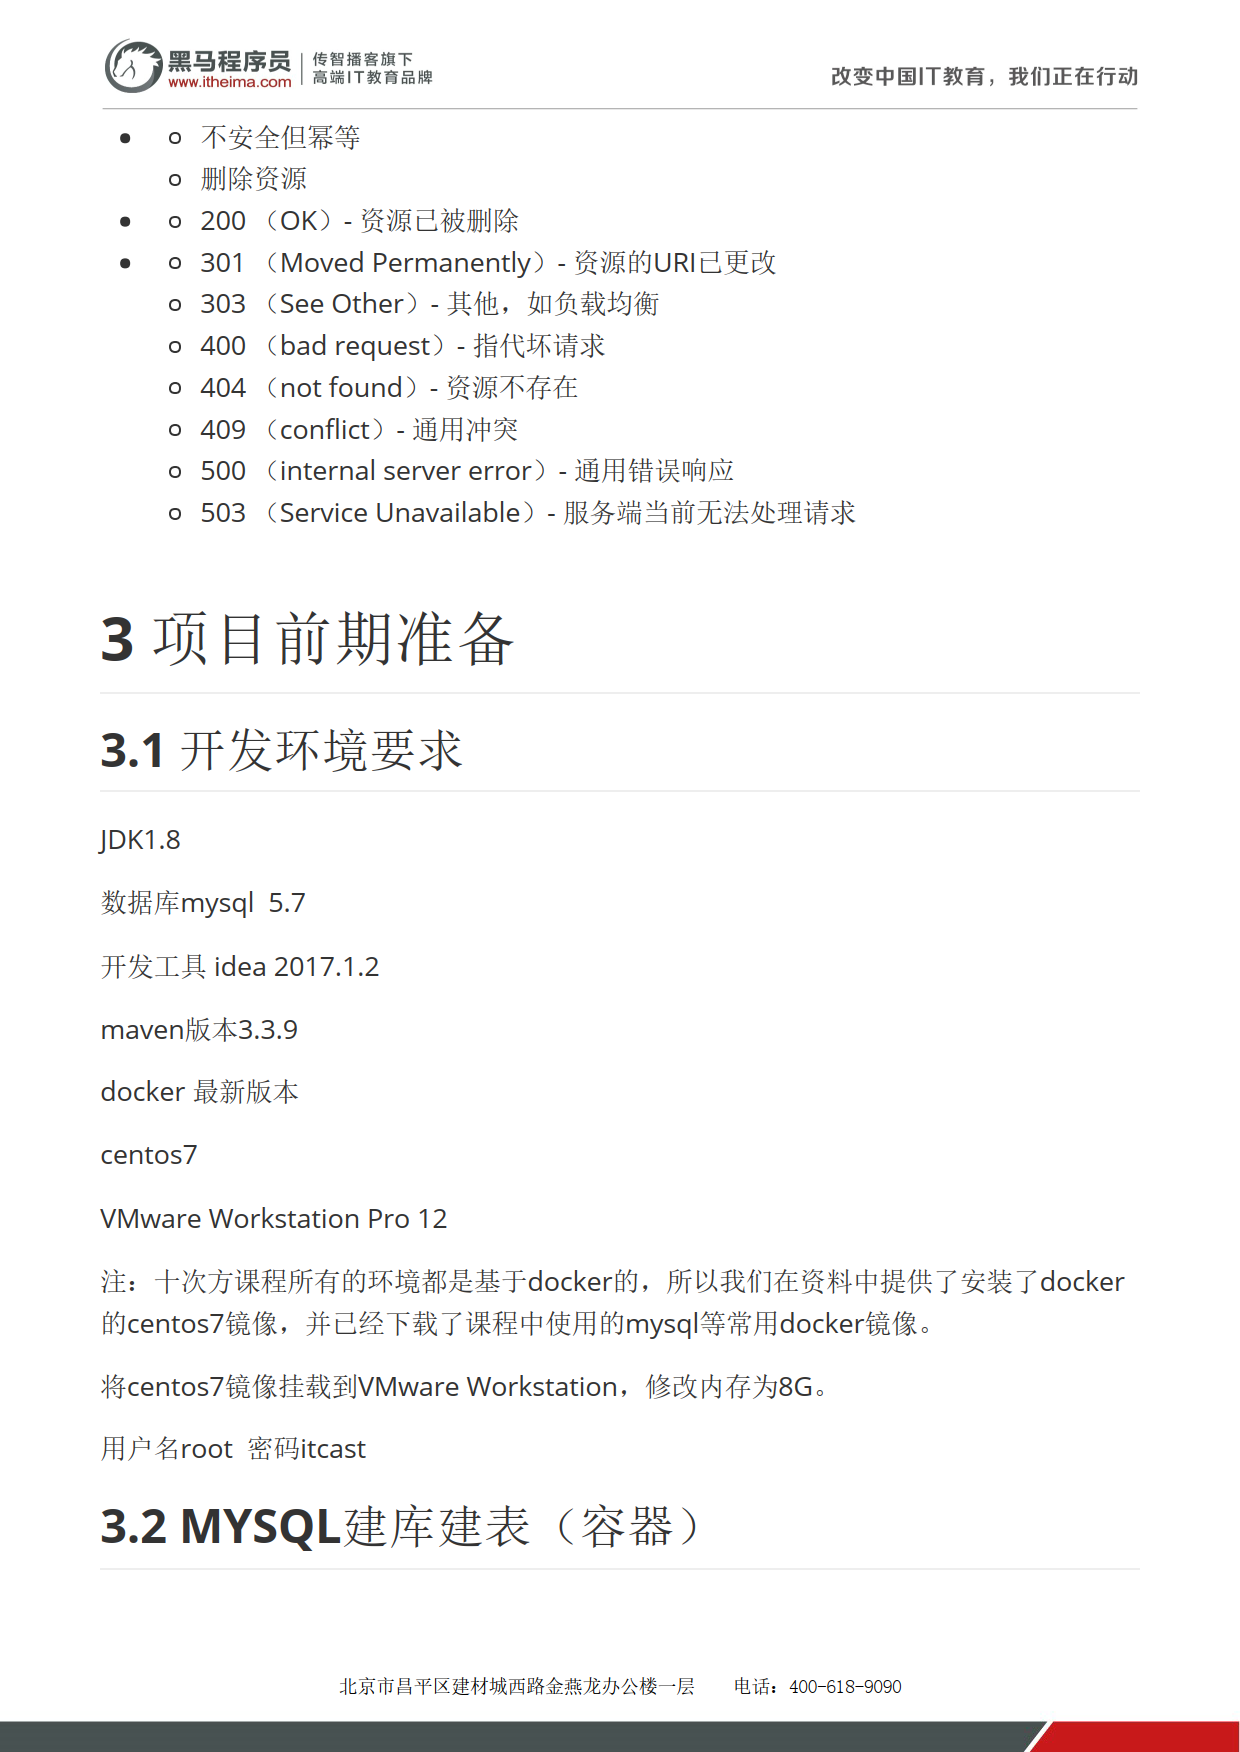 黑马程序员
www.itheima.com
传智播客旗下
高端IT教育品牌
改变中国IT教育，我们正在行动
不安全但幂等
删除资源
200 （OK）- 资源已被删除
301 （Moved Permanently）- 资源的URI已更改
303 （See Other）- 其他，如负载均衡
400 （bad request）- 指代坏请求
404 （not found）- 资源不存在
409 （conflict）- 通用冲突
500 （internal server error）- 通用错误响应
503 （Service Unavailable）- 服务端当前无法处理请求
3 项目前期准备
3.1 开发环境要求
JDK1.8
数据库mysql 5.7
开发工具 idea 2017.1.2
maven版本3.3.9
docker 最新版本
centos7
VMware Workstation Pro 12
注：十次方课程所有的环境都是基于docker的，所以我们在资料中提供了安装了docker
的centos7镜像，并已经下载了课程中使用的mysql等常用docker镜像。
将centos7镜像挂载到VMware Workstation，修改内存为8G。
用户名root 密码itcast
3.2 MYSQL建库建表（容器）
北京市昌平区建材城西路金燕龙办公楼一层 电话：400-618-9090